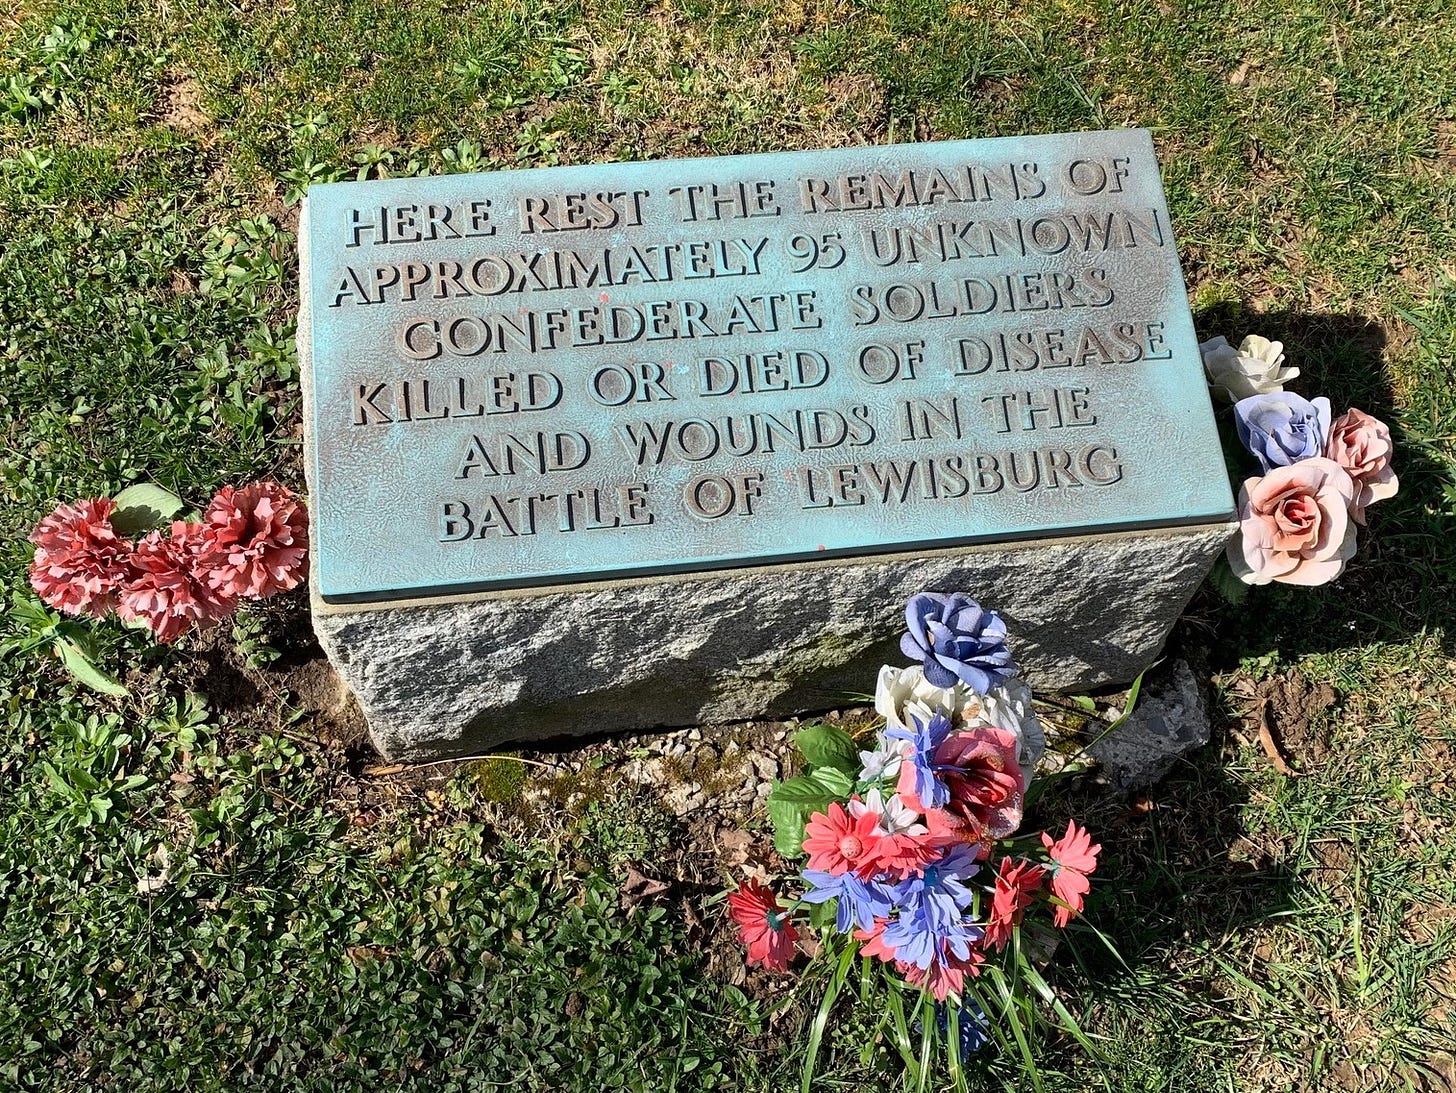 HERE REST THE REMAINS OF
APPROXIMATELY 95 UNKNOWN
CONFEDERATE SOLDIERS
KILLED OR DIED OF DISEASE
AND WOUNDS IN THE
BATTLE OF LEWISBURG